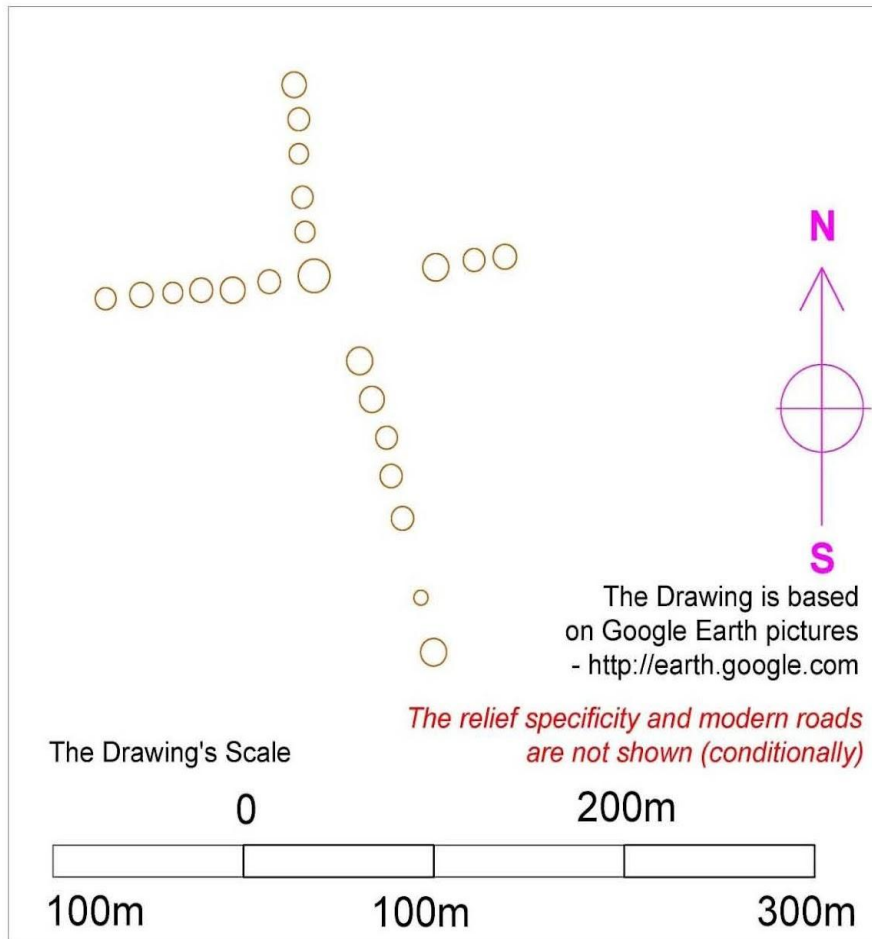 N
S
The Drawing is based
on Google Earth pictures
- http://earth.google.com
The relief specificity and modern roads
are not shown (conditionally)
The Drawing's Scale
0 200m
100m 100m 300m